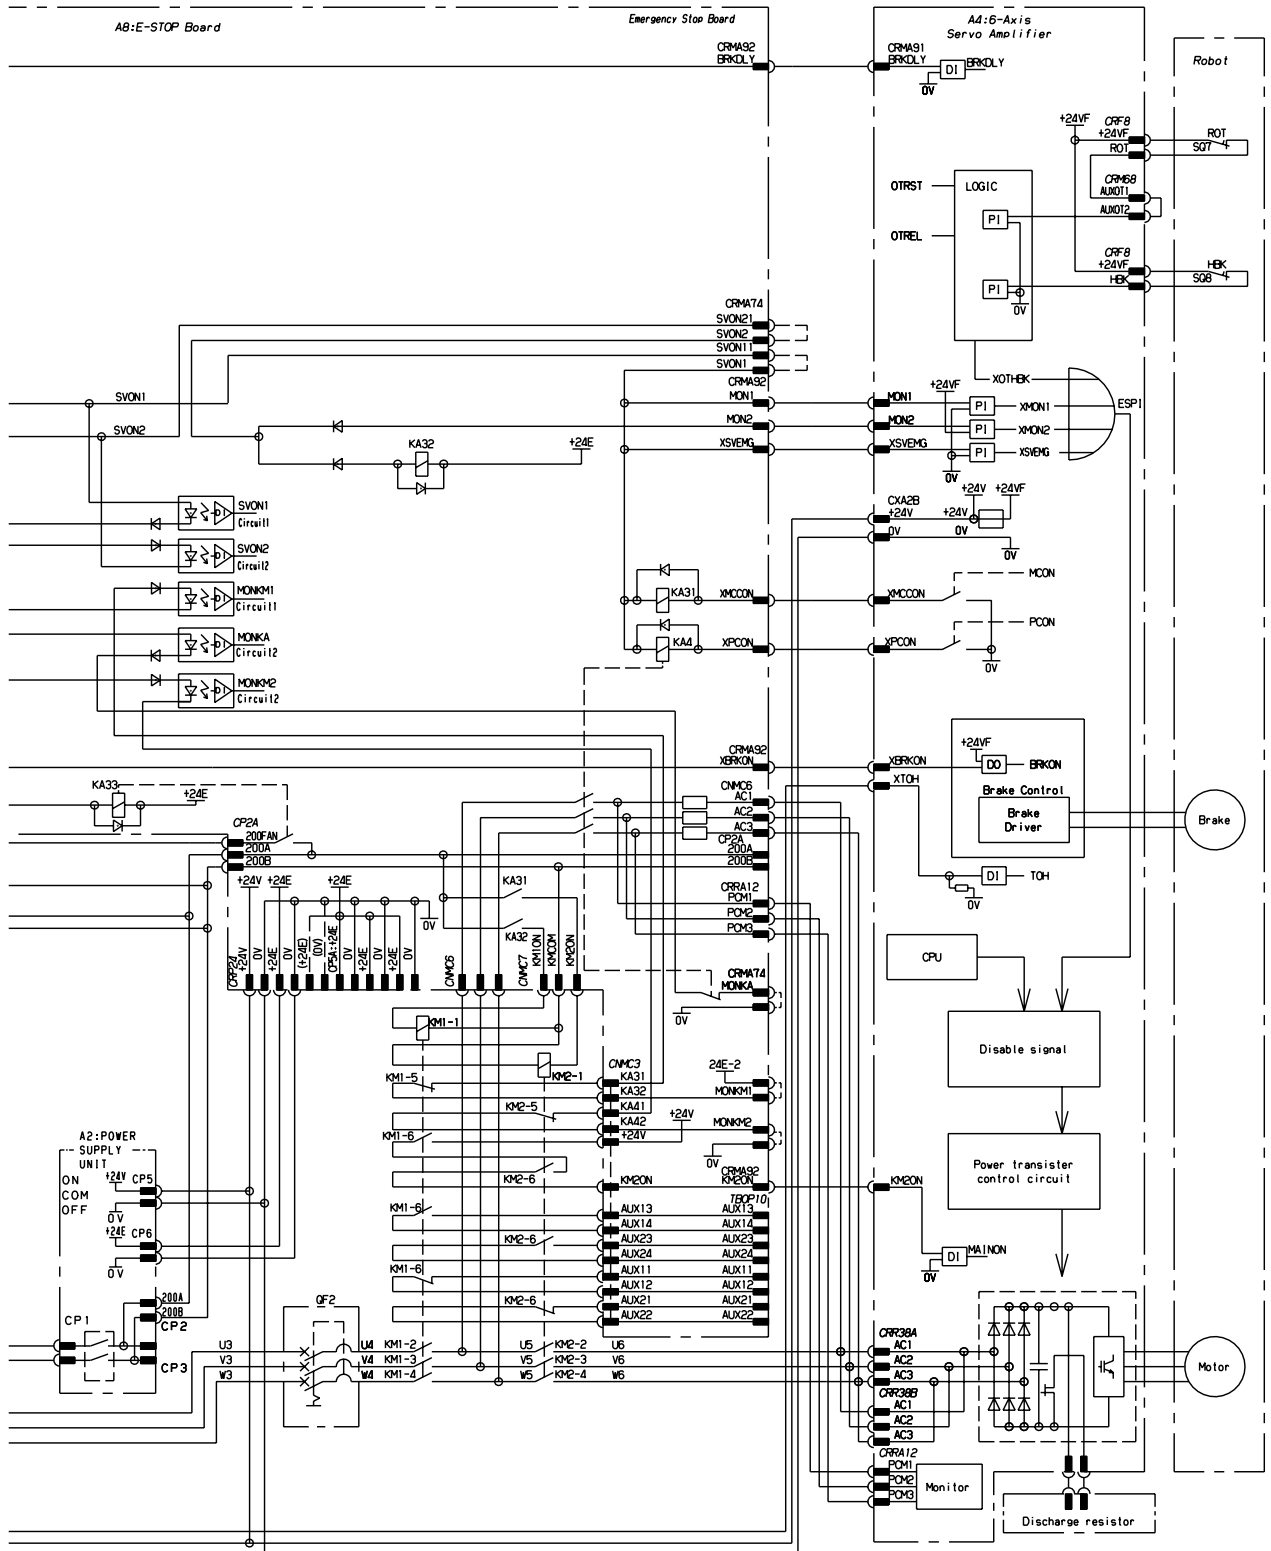 A8:E-STOP Board
Emergency Stop Board
A4:6-Axis
Servo Amplifier
Robot
CRMA92
BRKDLY
CRMA91
BRKDLY
DI
BRKDLY
0V
+24VF
CRF8
+24VF
ROT
ROT
SQ7
CRM68
AUXOT1
AUXOT2
OTRST
LOGIC
PI
OTREL
CRF8
+24VF
HBK
HBK
SQ8
PI
0V
CRMA74
SVON21
SVON2
SVON11
SVON1
XOTHBK
CRMA92
MON1
MON1
+24VF
PI
XMON1
ESPI
SVON1
SVON2
MON2
MON2
PI
XMON2
KA32
+24E
XSVEMG
XSVEMG
PI
XSVEMG
0V
SVON1
Circuit1
DI
SVON2
Circuit2
DI
MONKM1
Circuit1
DI
MONKA
Circuit2
DI
MONKM2
Circuit2
DI
CXA2B
+24V
0V
+24V
+24VF
+24V
0V
0V
KA31
XMCCON
XMCCON
MCON
KA4
XPCON
XPCON
PCON
0V
CRMA92
XBRKON
XBRKON
XTOH
+24VF
DO
BRKON
Brake Control
Brake
Driver
Brake
KA33
+24E
CNMC6
AC1
AC2
AC3
CP2A
200A
200B
CP2A
200FAN
200A
200B
DI
TOH
0V
+24V
+24E
+24E
0V
KA31
KA32
CRRA12
PCM1
PCM2
PCM3
CRP24
+24V
0V
+24E
0V
(+24E)
(0V)
CP5A:+24E
0V
+24E
0V
+24E
0V
CNMC6
CNMC7
KM1ON
KMCOM
KM2ON
CRMA74
MONKA
0V
CPU
Disable signal
KM1-1
KM2-1
CNMC3
KA31
KA32
KA41
KA42
+24V
KM1-5
KM2-5
KM1-6
KM2-6
+24V
24E-2
MONKM1
MONKM2
0V
CRMA92
KM2ON
KM2ON
KM2ON
Power transister
control circuit
A2:POWER
SUPPLY
UNIT
ON
COM
OFF
+24V
CP5
0V
+24E
CP6
0V
200A
200B
CP1
CP2
CP3
TBOP10
KM1-6
AUX13
AUX13
AUX14
AUX14
KM2-6
AUX23
AUX23
AUX24
AUX24
KM1-6
AUX11
AUX11
AUX12
AUX12
KM2-6
AUX21
AUX21
AUX22
AUX22
DI
MAINON
0V
QF2
U3
V3
W3
U4
V4
W4
KM1-2
KM1-3
KM1-4
U5
V5
W5
KM2-2
KM2-3
KM2-4
U6
V6
W6
CRR38A
AC1
AC2
AC3
CRR38B
AC1
AC2
AC3
Motor
CRRA12
PCM1
PCM2
PCM3
Monitor
Discharge resistor